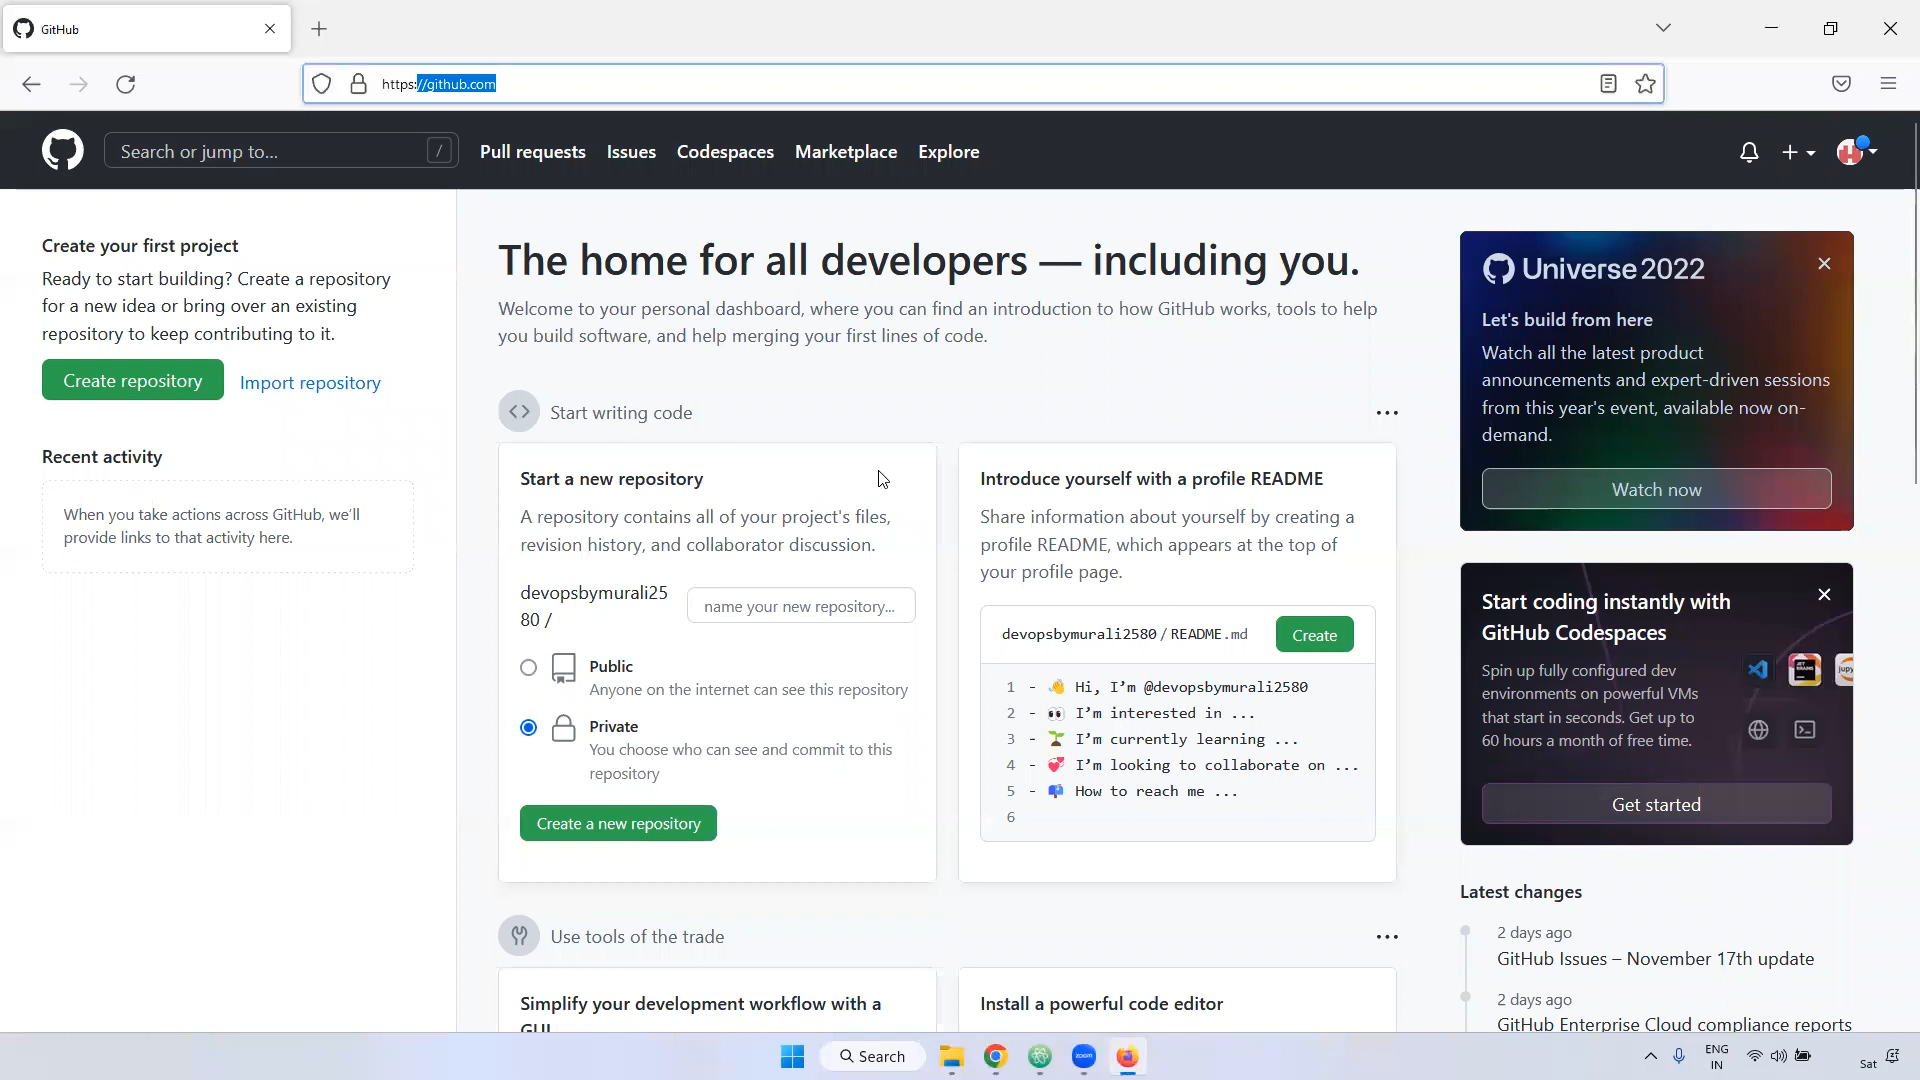 GitHub
https://github.com
Search or jump to...
/
Pull requests
Issues
Codespaces
Marketplace
Explore
Create your first project
Ready to start building? Create a repository
for a new idea or bring over an existing
repository to keep contributing to it.
Create repository
Import repository
Recent activity
When you take actions across GitHub, we'll
provide links to that activity here.
The home for all developers — including you.
Welcome to your personal dashboard, where you can find an introduction to how GitHub works, tools to help
you build software, and help merging your first lines of code.
Start writing code
Start a new repository
A repository contains all of your project's files,
revision history, and collaborator discussion.
devopsbymurali25
80 /
name your new repository...
Public
Anyone on the internet can see this repository
Private
You choose who can see and commit to this
repository
Create a new repository
Introduce yourself with a profile README
Share information about yourself by creating a
profile README, which appears at the top of
your profile page.
devopsbymurali2580 / README.md
Create
1 - 👋 Hi, I’m @devopsbymurali2580
2 - 👀 I’m interested in ...
3 - 🌱 I’m currently learning ...
4 - 💞️ I’m looking to collaborate on ...
5 - 📫 How to reach me ...
6
Use tools of the trade
Simplify your development workflow with a
GUI
Install a powerful code editor
Universe 2022
Let's build from here
Watch all the latest product
announcements and expert-driven sessions
from this year's event, available now on-
demand.
Watch now
Start coding instantly with
GitHub Codespaces
Spin up fully configured dev
environments on powerful VMs
that start in seconds. Get up to
60 hours a month of free time.
Get started
Latest changes
2 days ago
GitHub Issues – November 17th update
2 days ago
GitHub Enterprise Cloud compliance reports
Search
zoom
ENG
IN
Sat